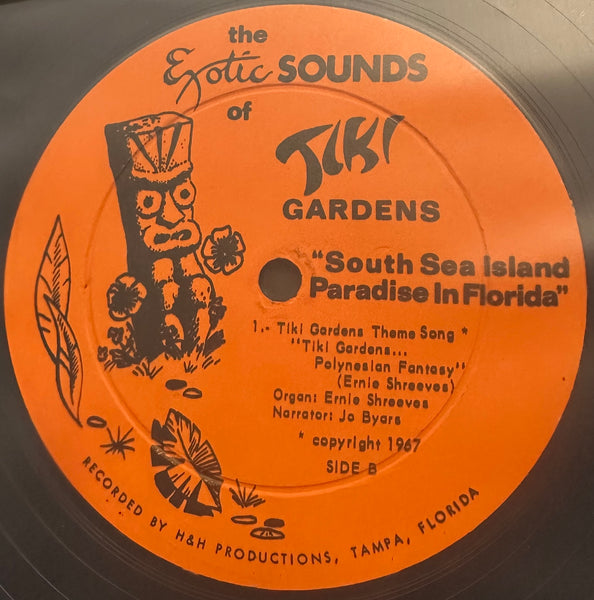 the
Exotic SOUNDS
of
TIKI
GARDENS
"South Sea Island
Paradise In Florida"
1.- Tiki Gardens Theme Song *
"Tiki Gardens...
Polynesian Fantasy"
(Ernie Shreeves)
Organ: Ernie Shreeves
Narrator: Jo Byars
* copyright 1967
SIDE B
RECORDED BY H&H PRODUCTIONS, TAMPA, FLORIDA